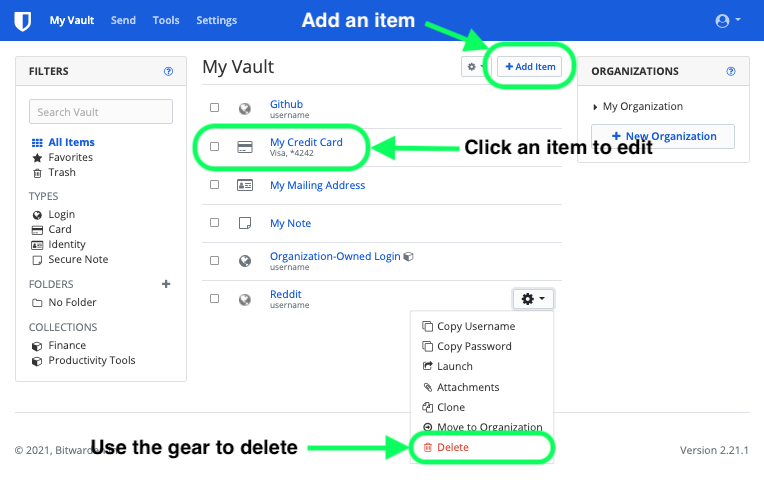 My Vault Send Tools Settings
Add an item
FILTERS
Search Vault
All Items
Favorites
Trash
TYPES
Login
Card
Identity
Secure Note
FOLDERS
No Folder
COLLECTIONS
Finance
Productivity Tools
My Vault
+ Add Item
Github
username
My Credit Card
Visa, *4242
Click an item to edit
My Mailing Address
My Note
Organization-Owned Login
username
Reddit
username
Copy Username
Copy Password
Launch
Attachments
Clone
Move to Organization
Delete
ORGANIZATIONS
My Organization
+ New Organization
Use the gear to delete
© 2021, Bitwarde
Version 2.21.1